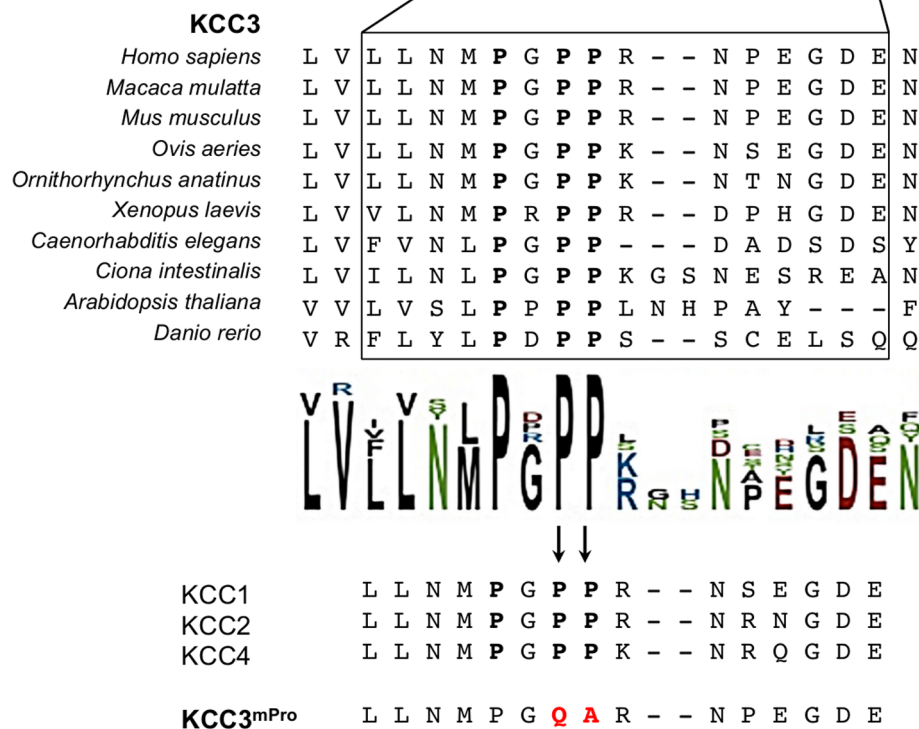 KCC3
Homo sapiens L V L L N M P G P P R - - N P E G D E N
Macaca mulatta L V L L N M P G P P R - - N P E G D E N
Mus musculus L V L L N M P G P P R - - N P E G D E N
Ovis aeries L V L L N M P G P P K - - N S E G D E N
Ornithorhynchus anatinus L V L L N M P G P P K - - N T N G D E N
Xenopus laevis L V V L N M P R P P R - - D P H G D E N
Caenorhabditis elegans L V F V N L P G P P - - - D A D S D S Y
Ciona intestinalis L V I L N L P G P P K G S N E S R E A N
Arabidopsis thaliana V V L V S L P P P P L N H P A Y - - - F
Danio rerio V R F L Y L P D P P S - - S C E L S Q Q
KCC1 L L N M P G P P R - - N S E G D E
KCC2 L L N M P G P P R - - N R N G D E
KCC4 L L N M P G P P K - - N R Q G D E
KCC3mPro L L N M P G Q A R - - N P E G D E